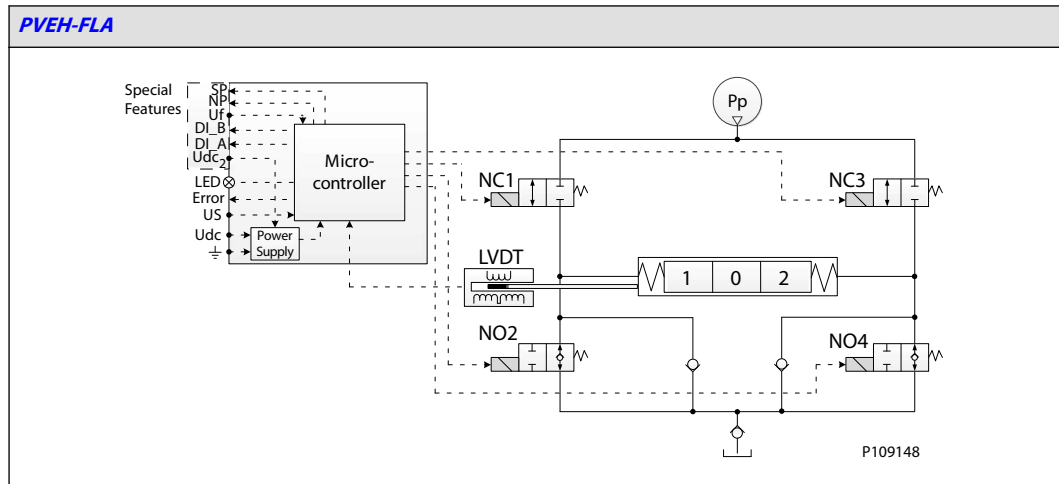 PVEH-FLA
Special
Features
SP
NP
Uf
DI_B
DI_A
Udc2
LED
Error
US
Udc
Micro-
controller
Power
Supply
Pp
NC1
NC3
LVDT
1 0 2
NO2
NO4
P109148